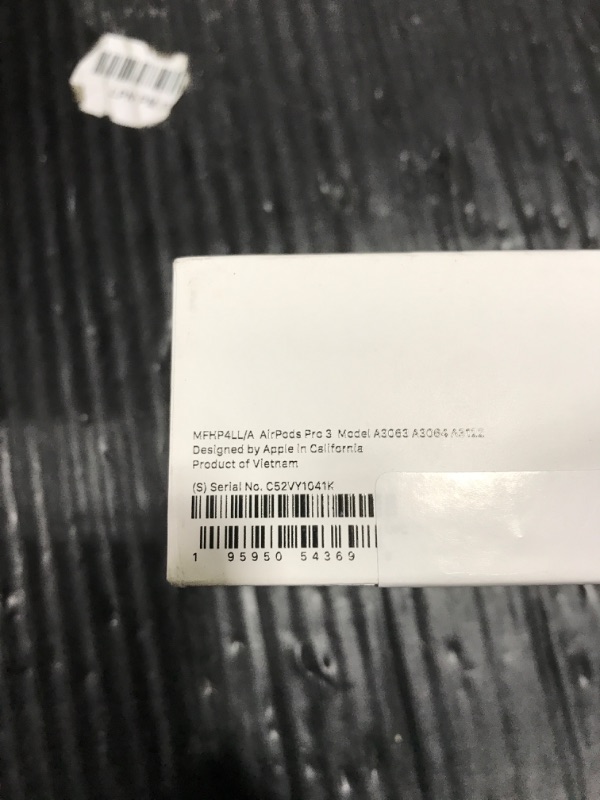 MFHP4LL/A AirPods Pro 3 Model A3063 A3064 A3122
Designed by Apple in California
Product of Vietnam
(S) Serial No. C52VY1041K
1 95950 54369